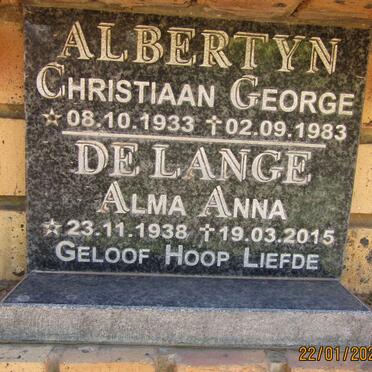 ALBERTYN
CHRISTIAAN GEORGE
☆ 08.10.1933 ✝ 02.09.1983
DE LANGE
ALMA ANNA
☆ 23.11.1938 ✝ 19.03.2015
GELOOF HOOP LIEFDE